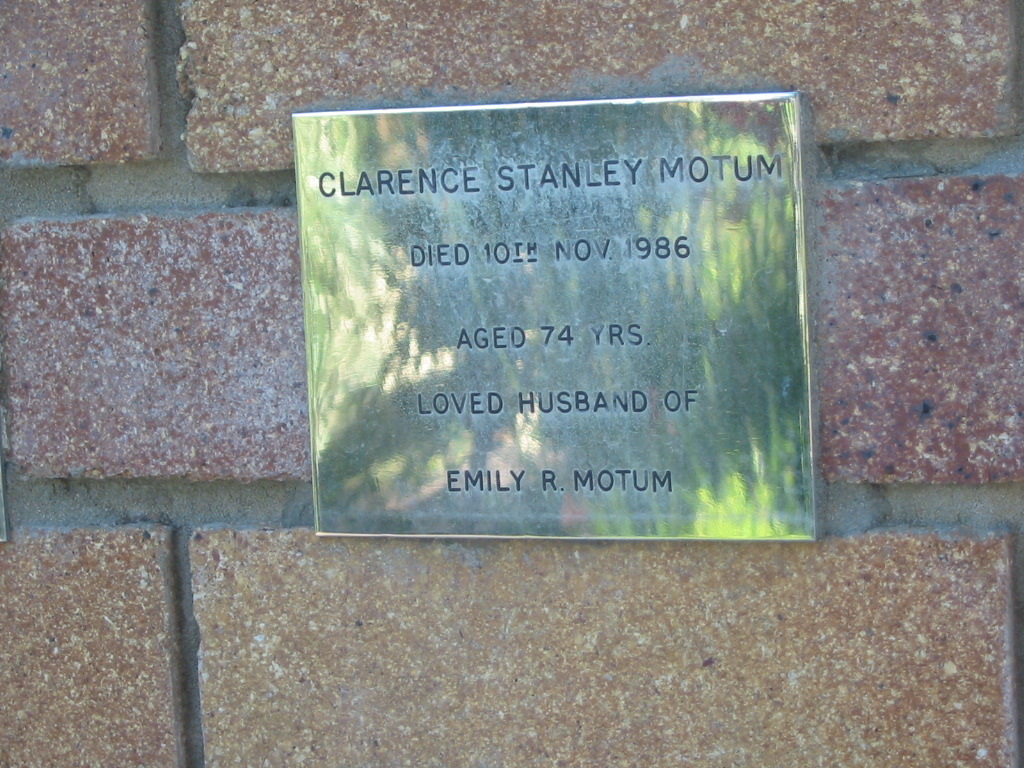 CLARENCE STANLEY MOTUM
DIED 10TH NOV. 1986
AGED 74 YRS.
LOVED HUSBAND OF
EMILY R. MOTUM